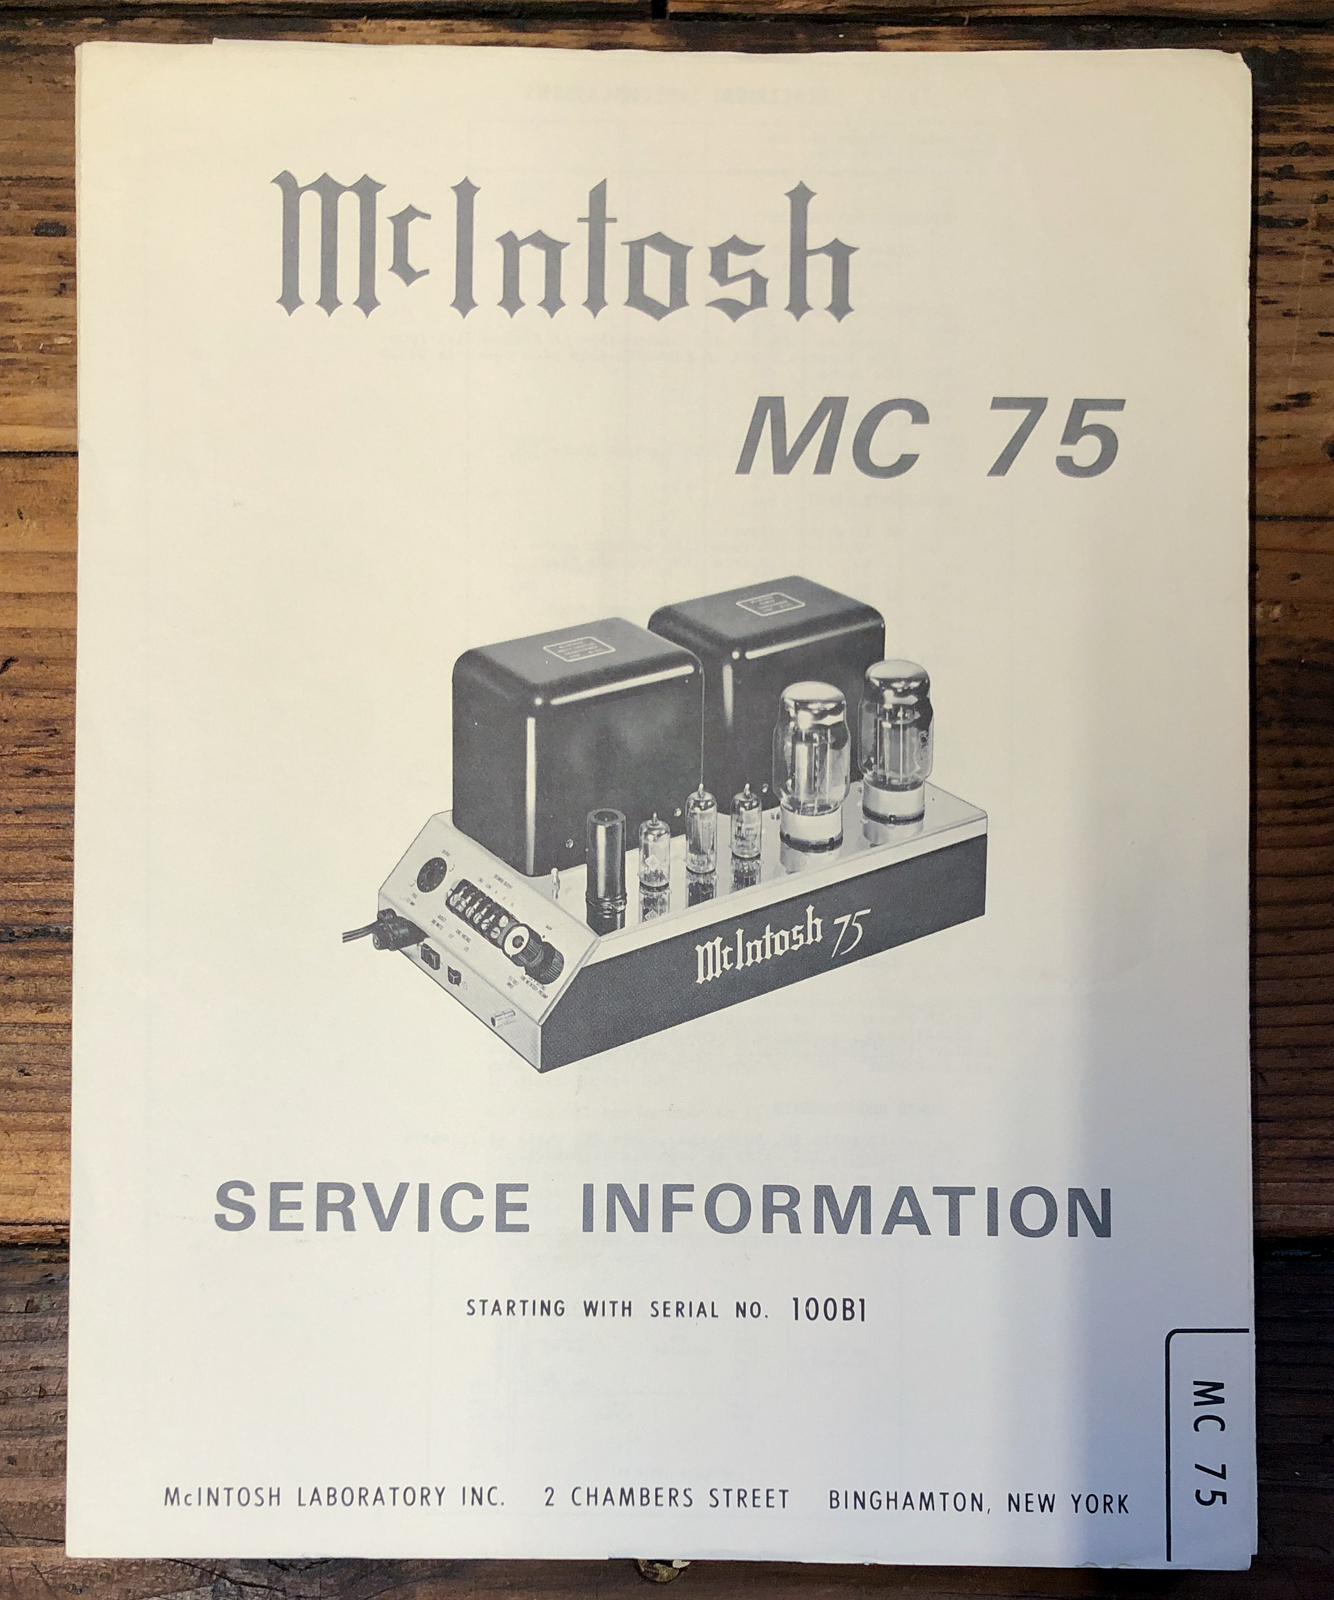 McIntosh
MC 75
McIntosh 75
SERVICE INFORMATION
STARTING WITH SERIAL NO. 100B1
MC 75
McINTOSH LABORATORY INC. 2 CHAMBERS STREET BINGHAMTON, NEW YORK